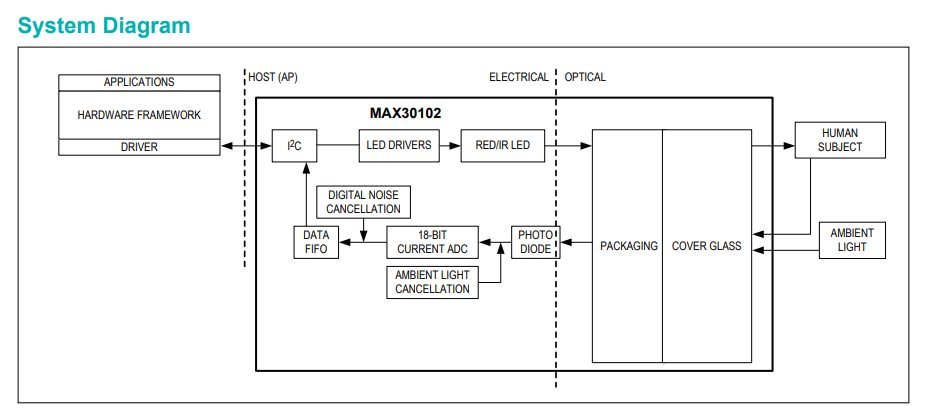 System Diagram
APPLICATIONS
HARDWARE FRAMEWORK
DRIVER
HOST (AP)
ELECTRICAL
OPTICAL
MAX30102
I²C
LED DRIVERS
RED/IR LED
HUMAN
SUBJECT
DIGITAL NOISE
CANCELLATION
DATA
FIFO
18-BIT
CURRENT ADC
PHOTO
DIODE
PACKAGING
COVER GLASS
AMBIENT
LIGHT
AMBIENT LIGHT
CANCELLATION